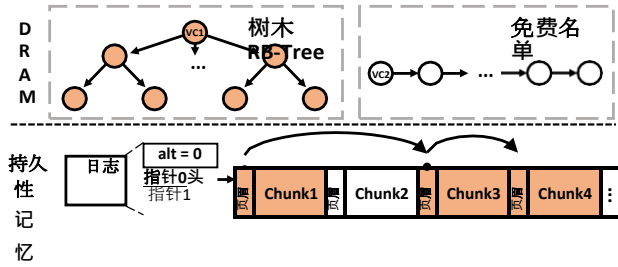 D
R
A
M
VC1
树木
RB-Tree
...
免费名
单
VC2
...
持久
性
记
忆
日志
alt = 0
指针0头
指针1
页眉
Chunk1
页眉
Chunk2
页眉
Chunk3
页眉
Chunk4
...